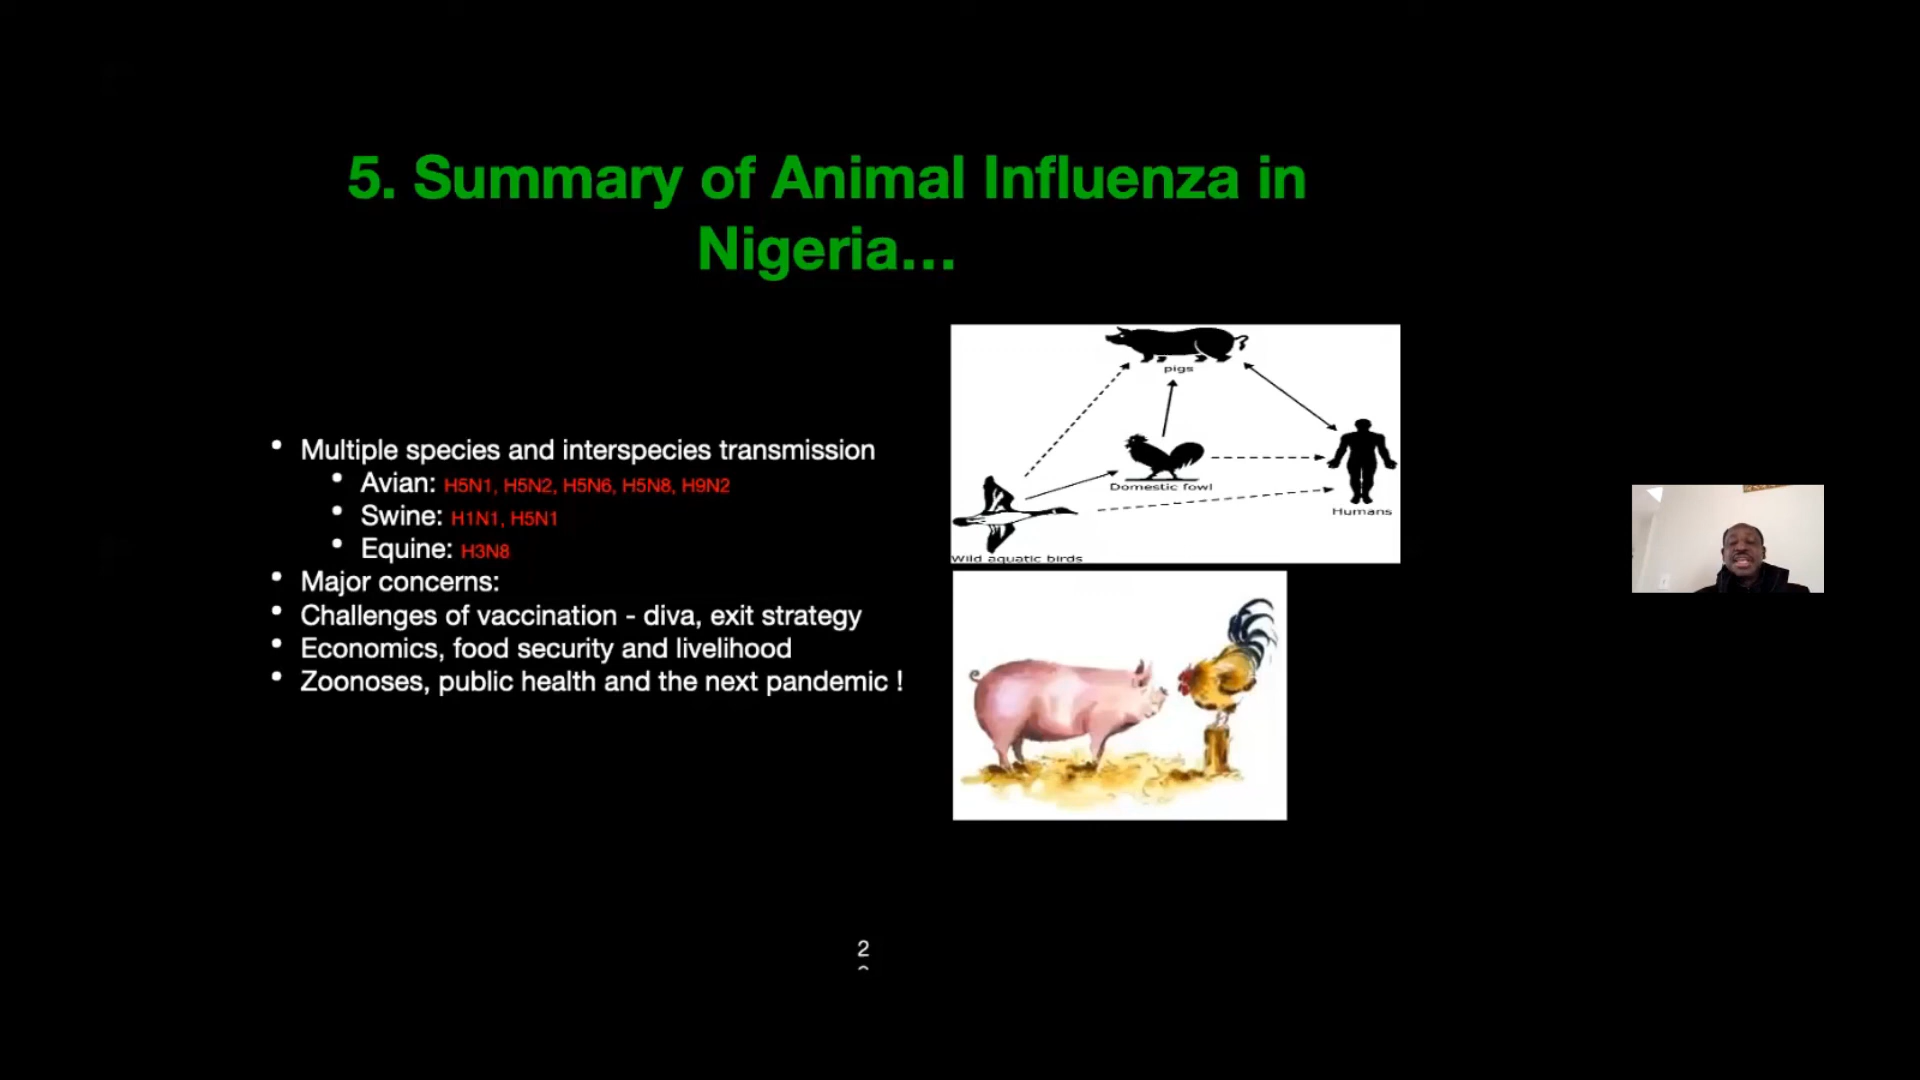 5. Summary of Animal Influenza in
Nigeria...
• Multiple species and interspecies transmission
• Avian: H5N1, H5N2, H5N6, H5N8, H9N2
• Swine: H1N1, H5N1
• Equine: H3N8
• Major concerns:
• Challenges of vaccination - diva, exit strategy
• Economics, food security and livelihood
• Zoonoses, public health and the next pandemic !
pigs
Domestic fowl
Humans
Wild aquatic birds
2